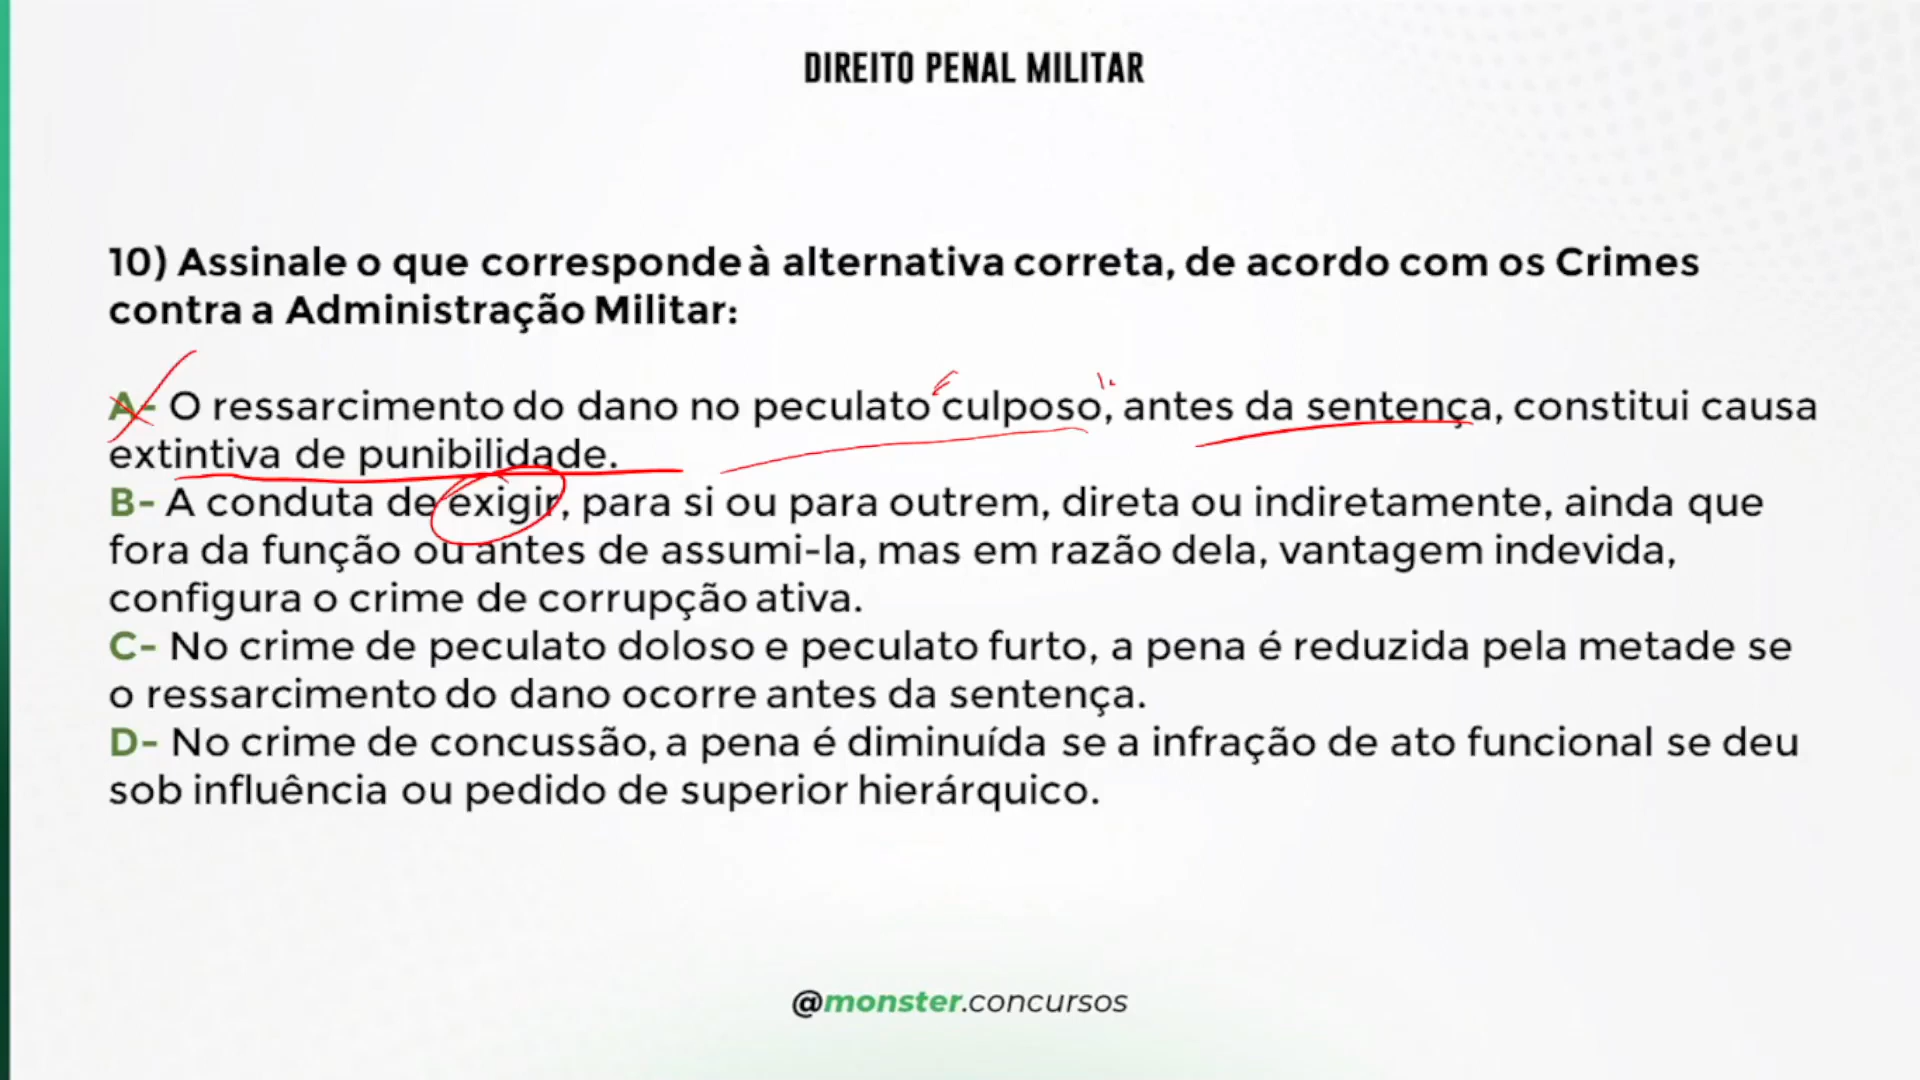 DIREITO PENAL MILITAR
10) Assinale o que corresponde à alternativa correta, de acordo com os Crimes
contra a Administração Militar:
A- O ressarcimento do dano no peculato culposo, antes da sentença, constitui causa
extintiva de punibilidade.
B- A conduta de exigir, para si ou para outrem, direta ou indiretamente, ainda que
fora da função ou antes de assumi-la, mas em razão dela, vantagem indevida,
configura o crime de corrupção ativa.
C- No crime de peculato doloso e peculato furto, a pena é reduzida pela metade se
o ressarcimento do dano ocorre antes da sentença.
D- No crime de concussão, a pena é diminuída se a infração de ato funcional se deu
sob influência ou pedido de superior hierárquico.
@monster.concursos